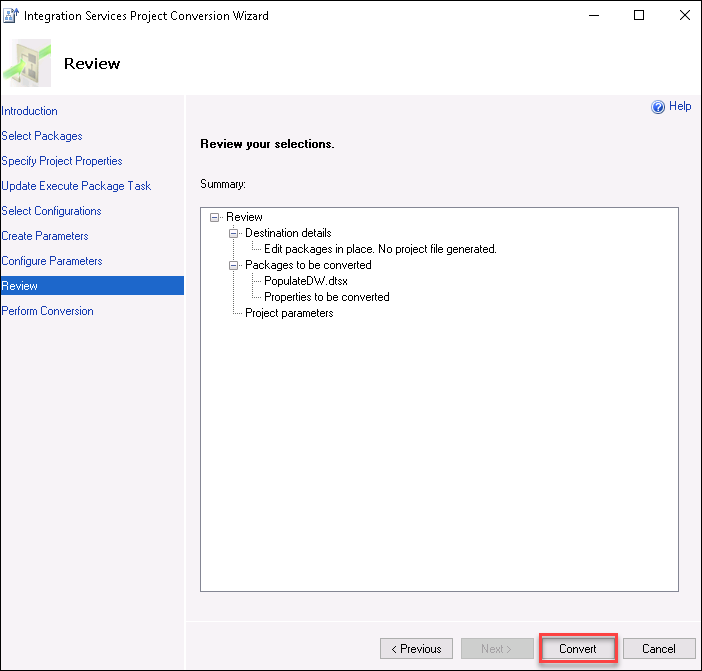 Integration Services Project Conversion Wizard
Review
Help
Introduction
Select Packages
Specify Project Properties
Update Execute Package Task
Select Configurations
Create Parameters
Configure Parameters
Review
Perform Conversion
Review your selections.
Summary:
Review
Destination details
Edit packages in place. No project file generated.
Packages to be converted
PopulateDW.dtsx
Properties to be converted
Project parameters
< Previous
Next >
Convert
Cancel